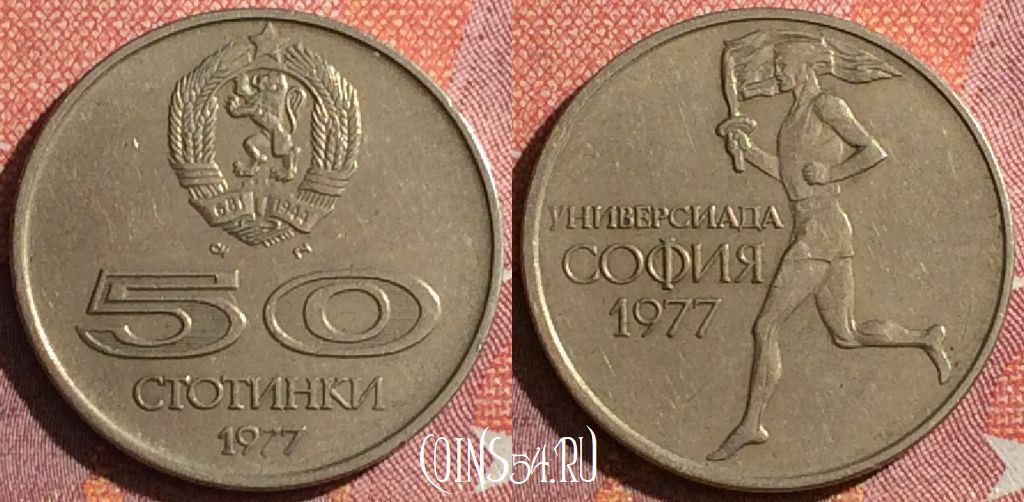 681 1944
50
СТОТИНКИ
1977
УНИВЕРСИАДА
СОФИЯ
1977
COINS54.RU